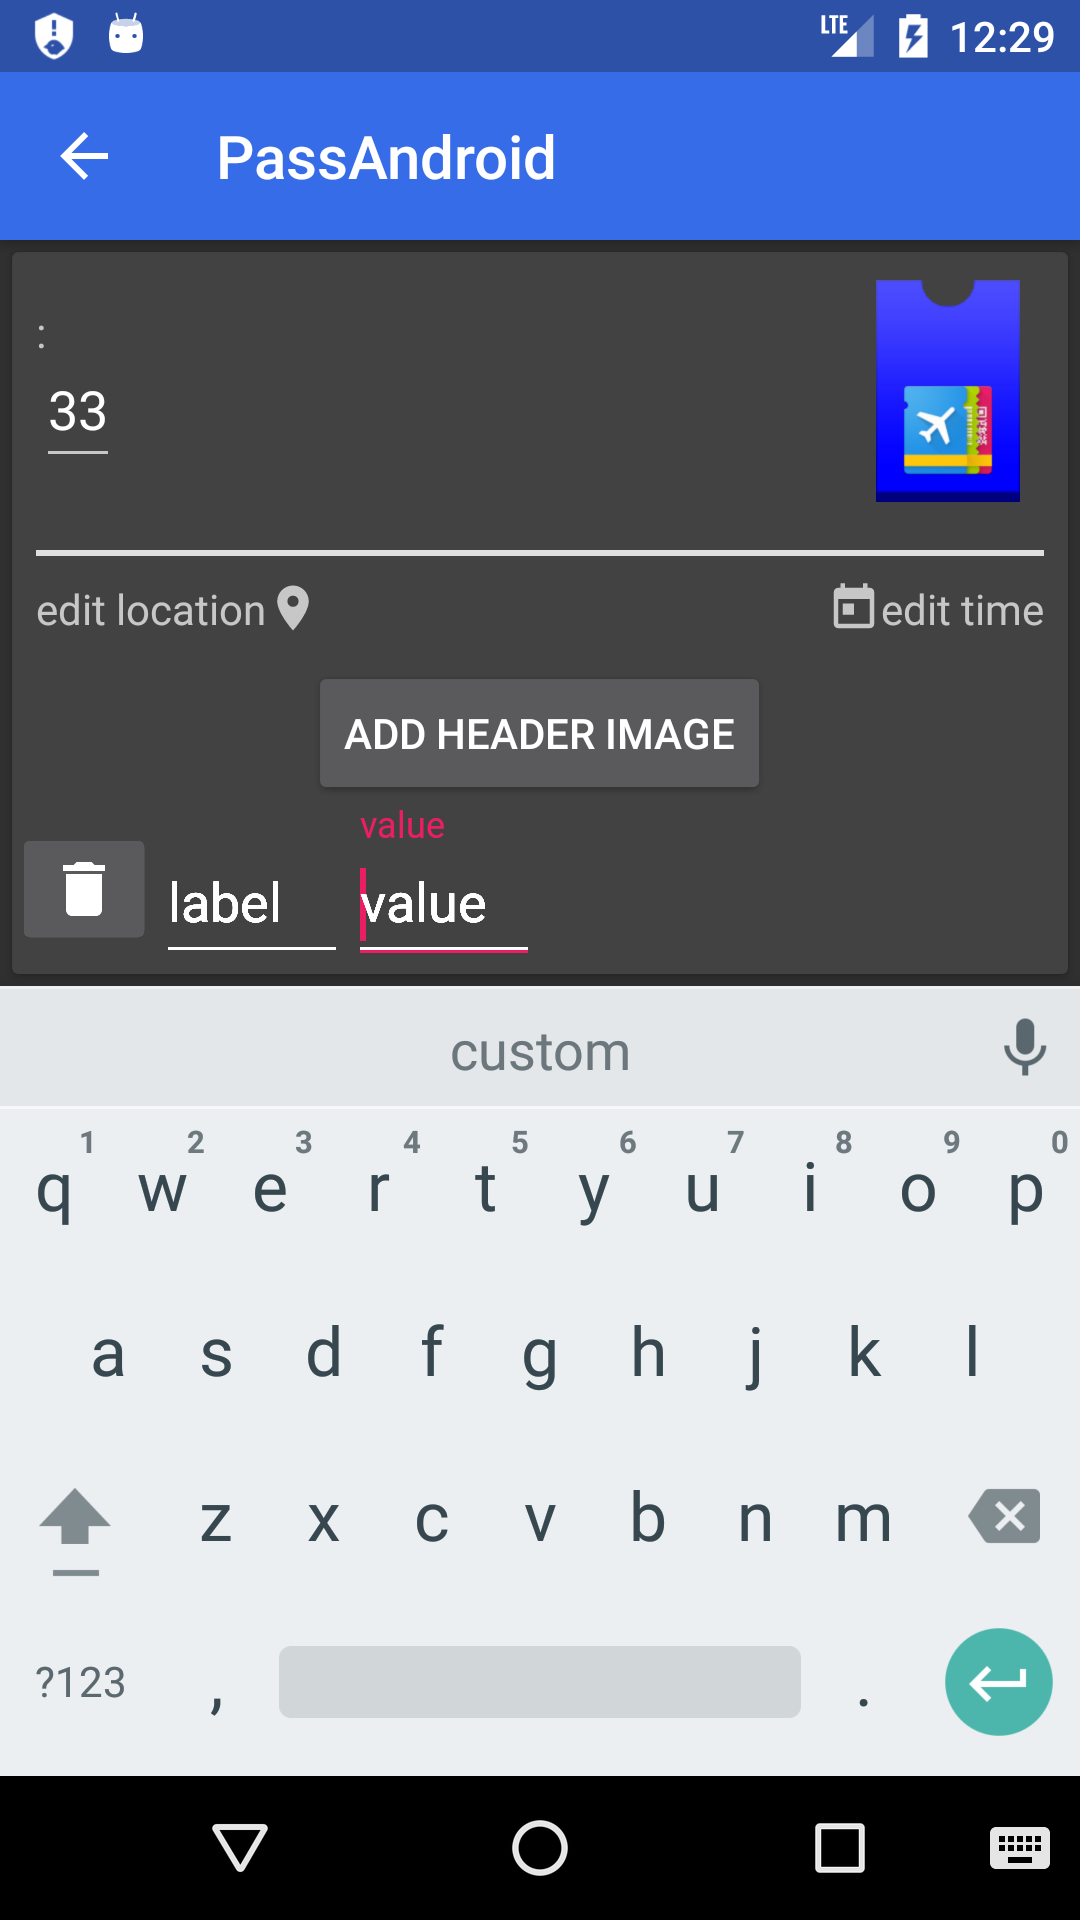 LTE 12:29
PassAndroid
:
33
edit location edit time
ADD HEADER IMAGE
value
label value
custom
1 2 3 4 5 6 7 8 9 0
q w e r t y u i o p
a s d f g h j k l
z x c v b n m
?123 , .